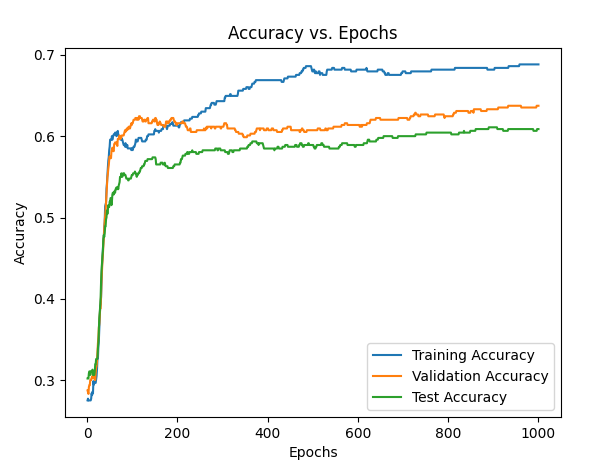 Accuracy vs. Epochs
0.7
0.6
0.5
0.4
0.3
Accuracy
0
200
400
600
800
1000
Epochs
Training Accuracy
Validation Accuracy
Test Accuracy